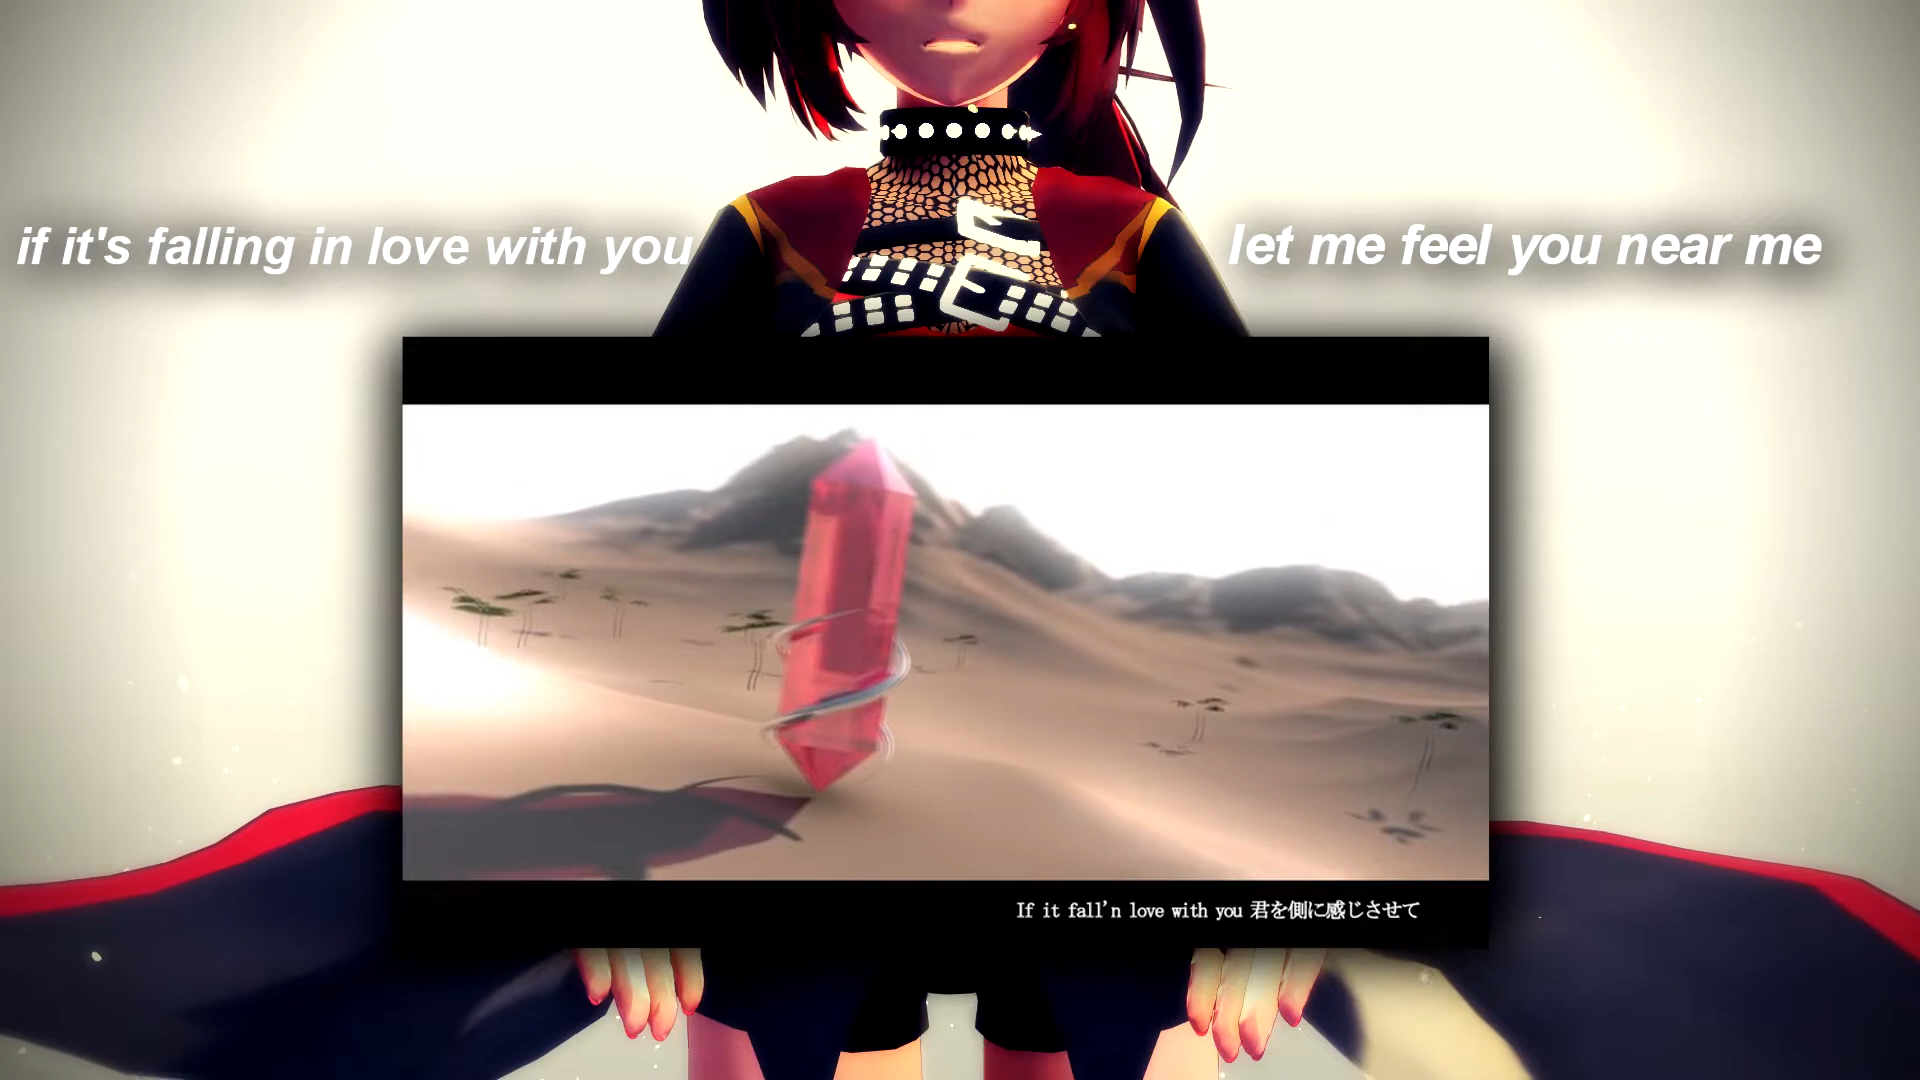 if it's falling in love with you
let me feel you near me
If it fall'n love with you 君を側に感じさせて